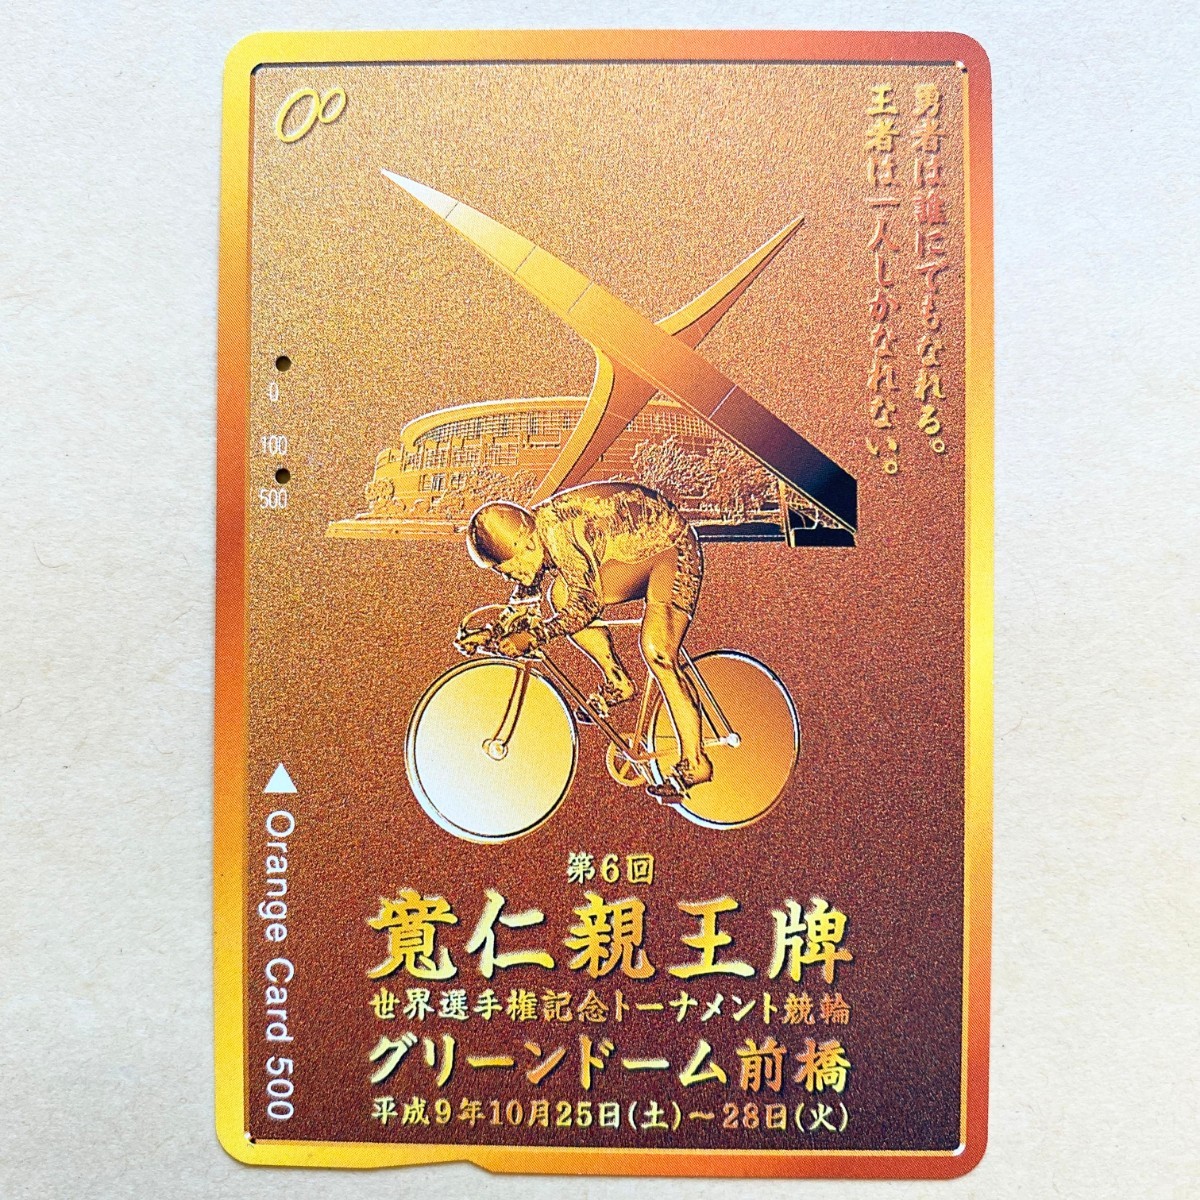 勇者は誰にでもなれる。
王者は一人しかなれない。
0
100
500
Orange Card 500
第6回
寛仁親王牌
世界選手権記念トーナメント競輪
グリーンドーム前橋
平成9年10月25日(土)～28日(火)